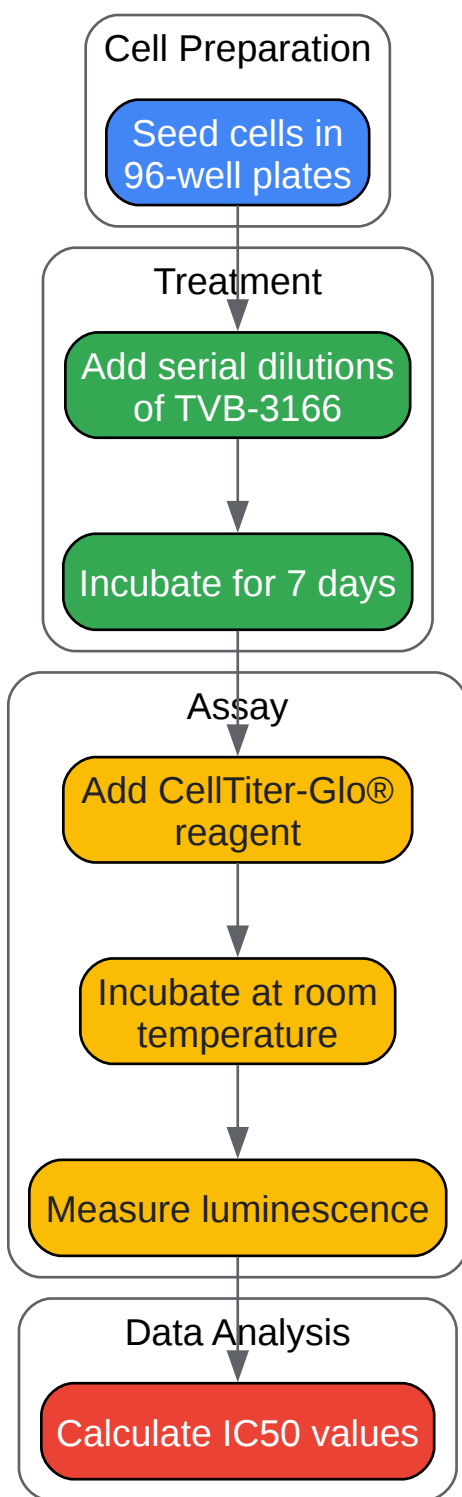 Cell Preparation
Seed cells in
96-well plates
Treatment
Add serial dilutions
of TVB-3166
Incubate for 7 days
Assay
Add CellTiter-Glo®
reagent
Incubate at room
temperature
Measure luminescence
Data Analysis
Calculate IC50 values